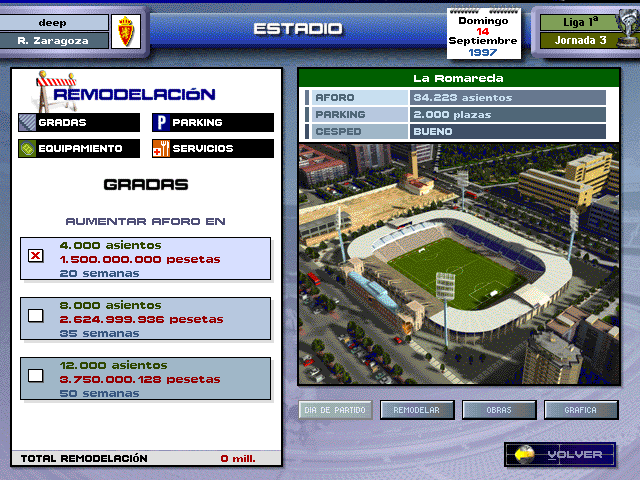 deep
R. Zaragoza
ESTADIO
Domingo
14
Septiembre
1997
Liga 1ª
Jornada 3
REMODELACIÓN
GRADAS
PARKING
EQUIPAMIENTO
SERVICIOS
GRADAS
AUMENTAR AFORO EN
4.000 asientos
1.500.000.000 pesetas
20 semanas
8.000 asientos
2.624.999.936 pesetas
35 semanas
12.000 asientos
3.750.000.128 pesetas
50 semanas
TOTAL REMODELACIÓN 0 mill.
La Romareda
AFORO 34.223 asientos
PARKING 2.000 plazas
CESPED BUENO
DIA DE PARTIDO
REMODELAR
OBRAS
GRAFICA
VOLVER